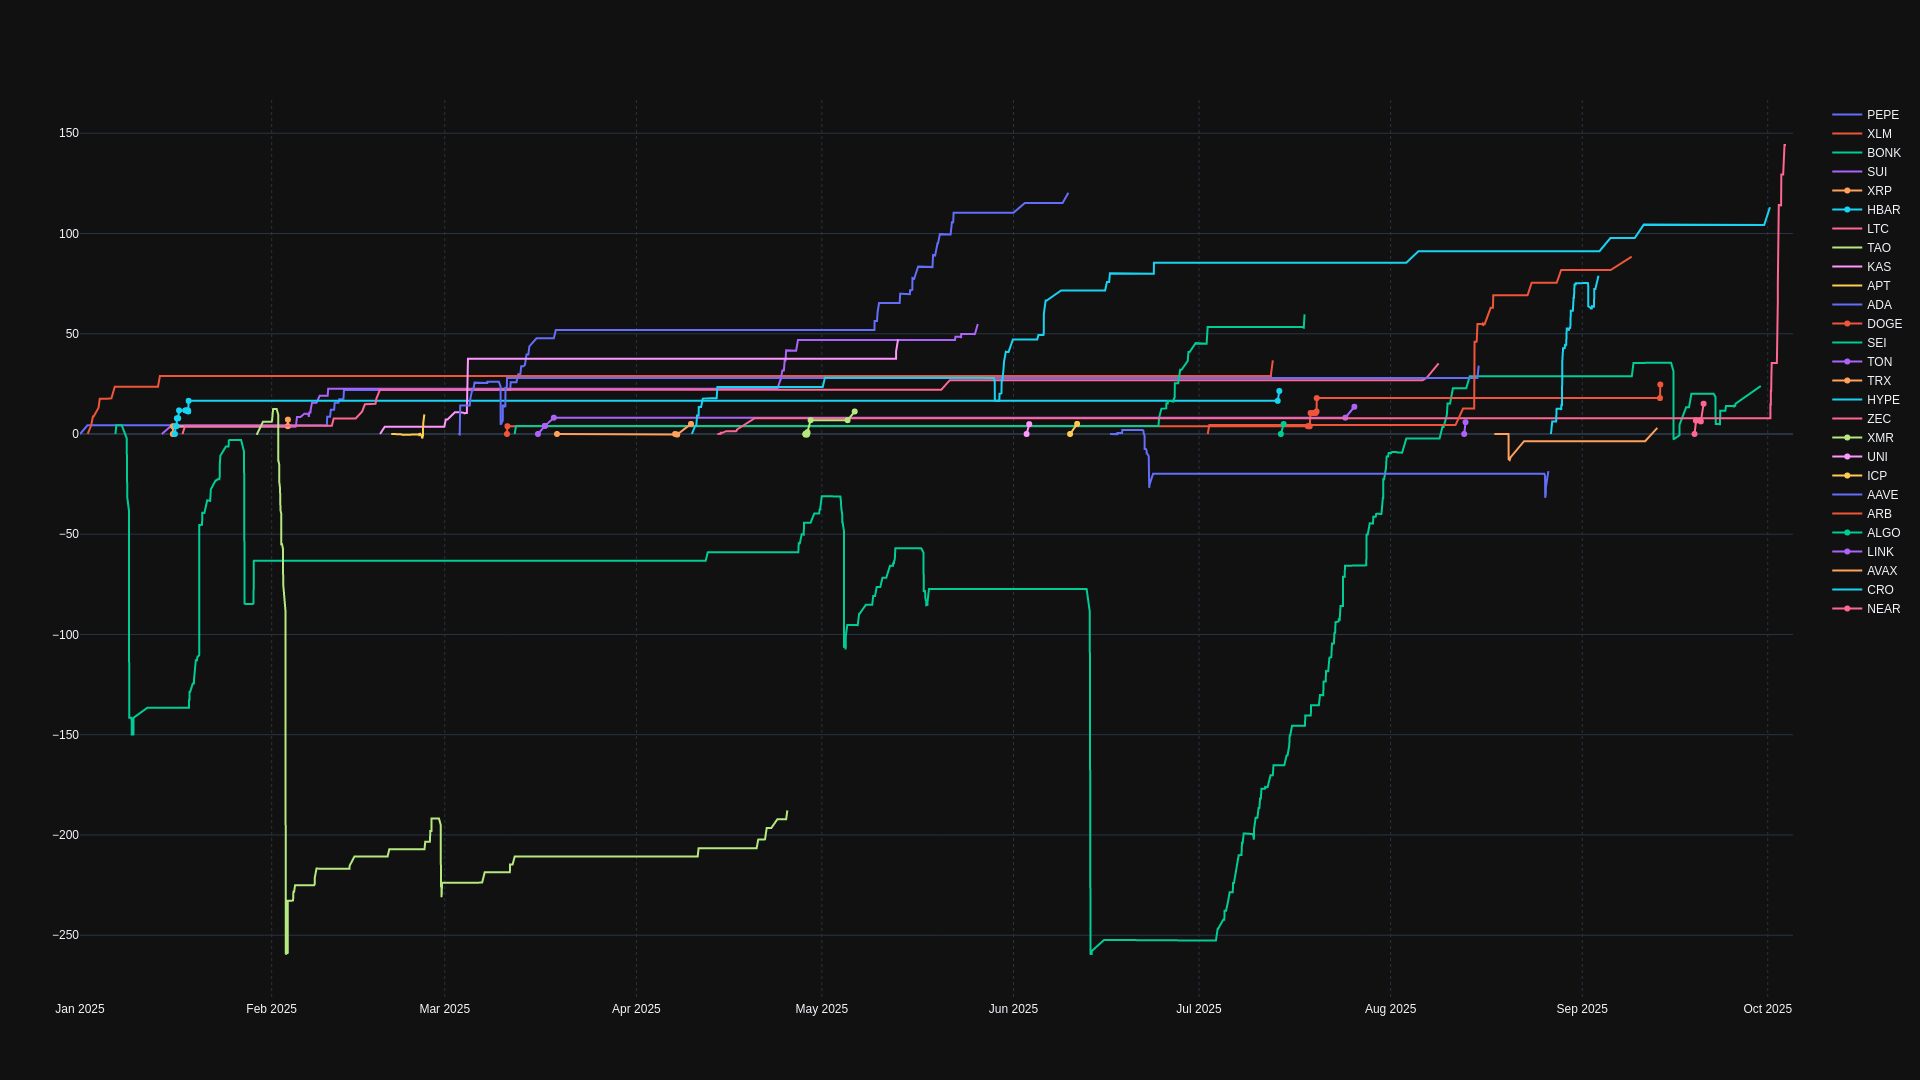 150
100
50
0
−50
−100
−150
−200
−250
Jan 2025
Feb 2025
Mar 2025
Apr 2025
May 2025
Jun 2025
Jul 2025
Aug 2025
Sep 2025
Oct 2025
PEPE
XLM
BONK
SUI
XRP
HBAR
LTC
TAO
KAS
APT
ADA
DOGE
SEI
TON
TRX
HYPE
ZEC
XMR
UNI
ICP
AAVE
ARB
ALGO
LINK
AVAX
CRO
NEAR